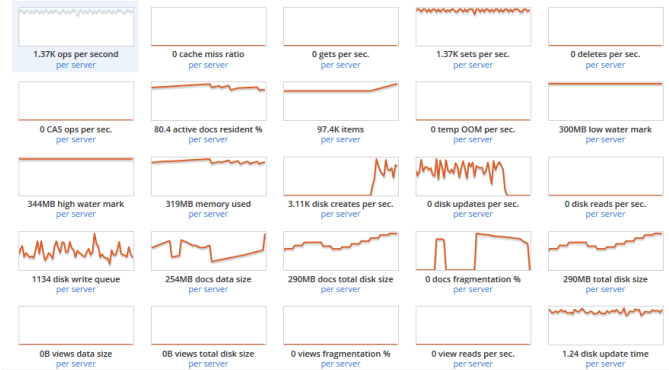 1.37K ops per second
per server
0 cache miss ratio
per server
0 gets per sec.
per server
1.37K sets per sec.
per server
0 deletes per sec.
per server
0 CAS ops per sec.
per server
80.4 active docs resident %
per server
97.4K items
per server
0 temp OOM per sec.
per server
300MB low water mark
per server
344MB high water mark
per server
319MB memory used
per server
3.11K disk creates per sec.
per server
0 disk updates per sec.
per server
0 disk reads per sec.
per server
1134 disk write queue
per server
254MB docs data size
per server
290MB docs total disk size
per server
0 docs fragmentation %
per server
290MB total disk size
per server
0B views data size
per server
0B views total disk size
per server
0 views fragmentation %
per server
0 view reads per sec.
per server
1.24 disk update time
per server